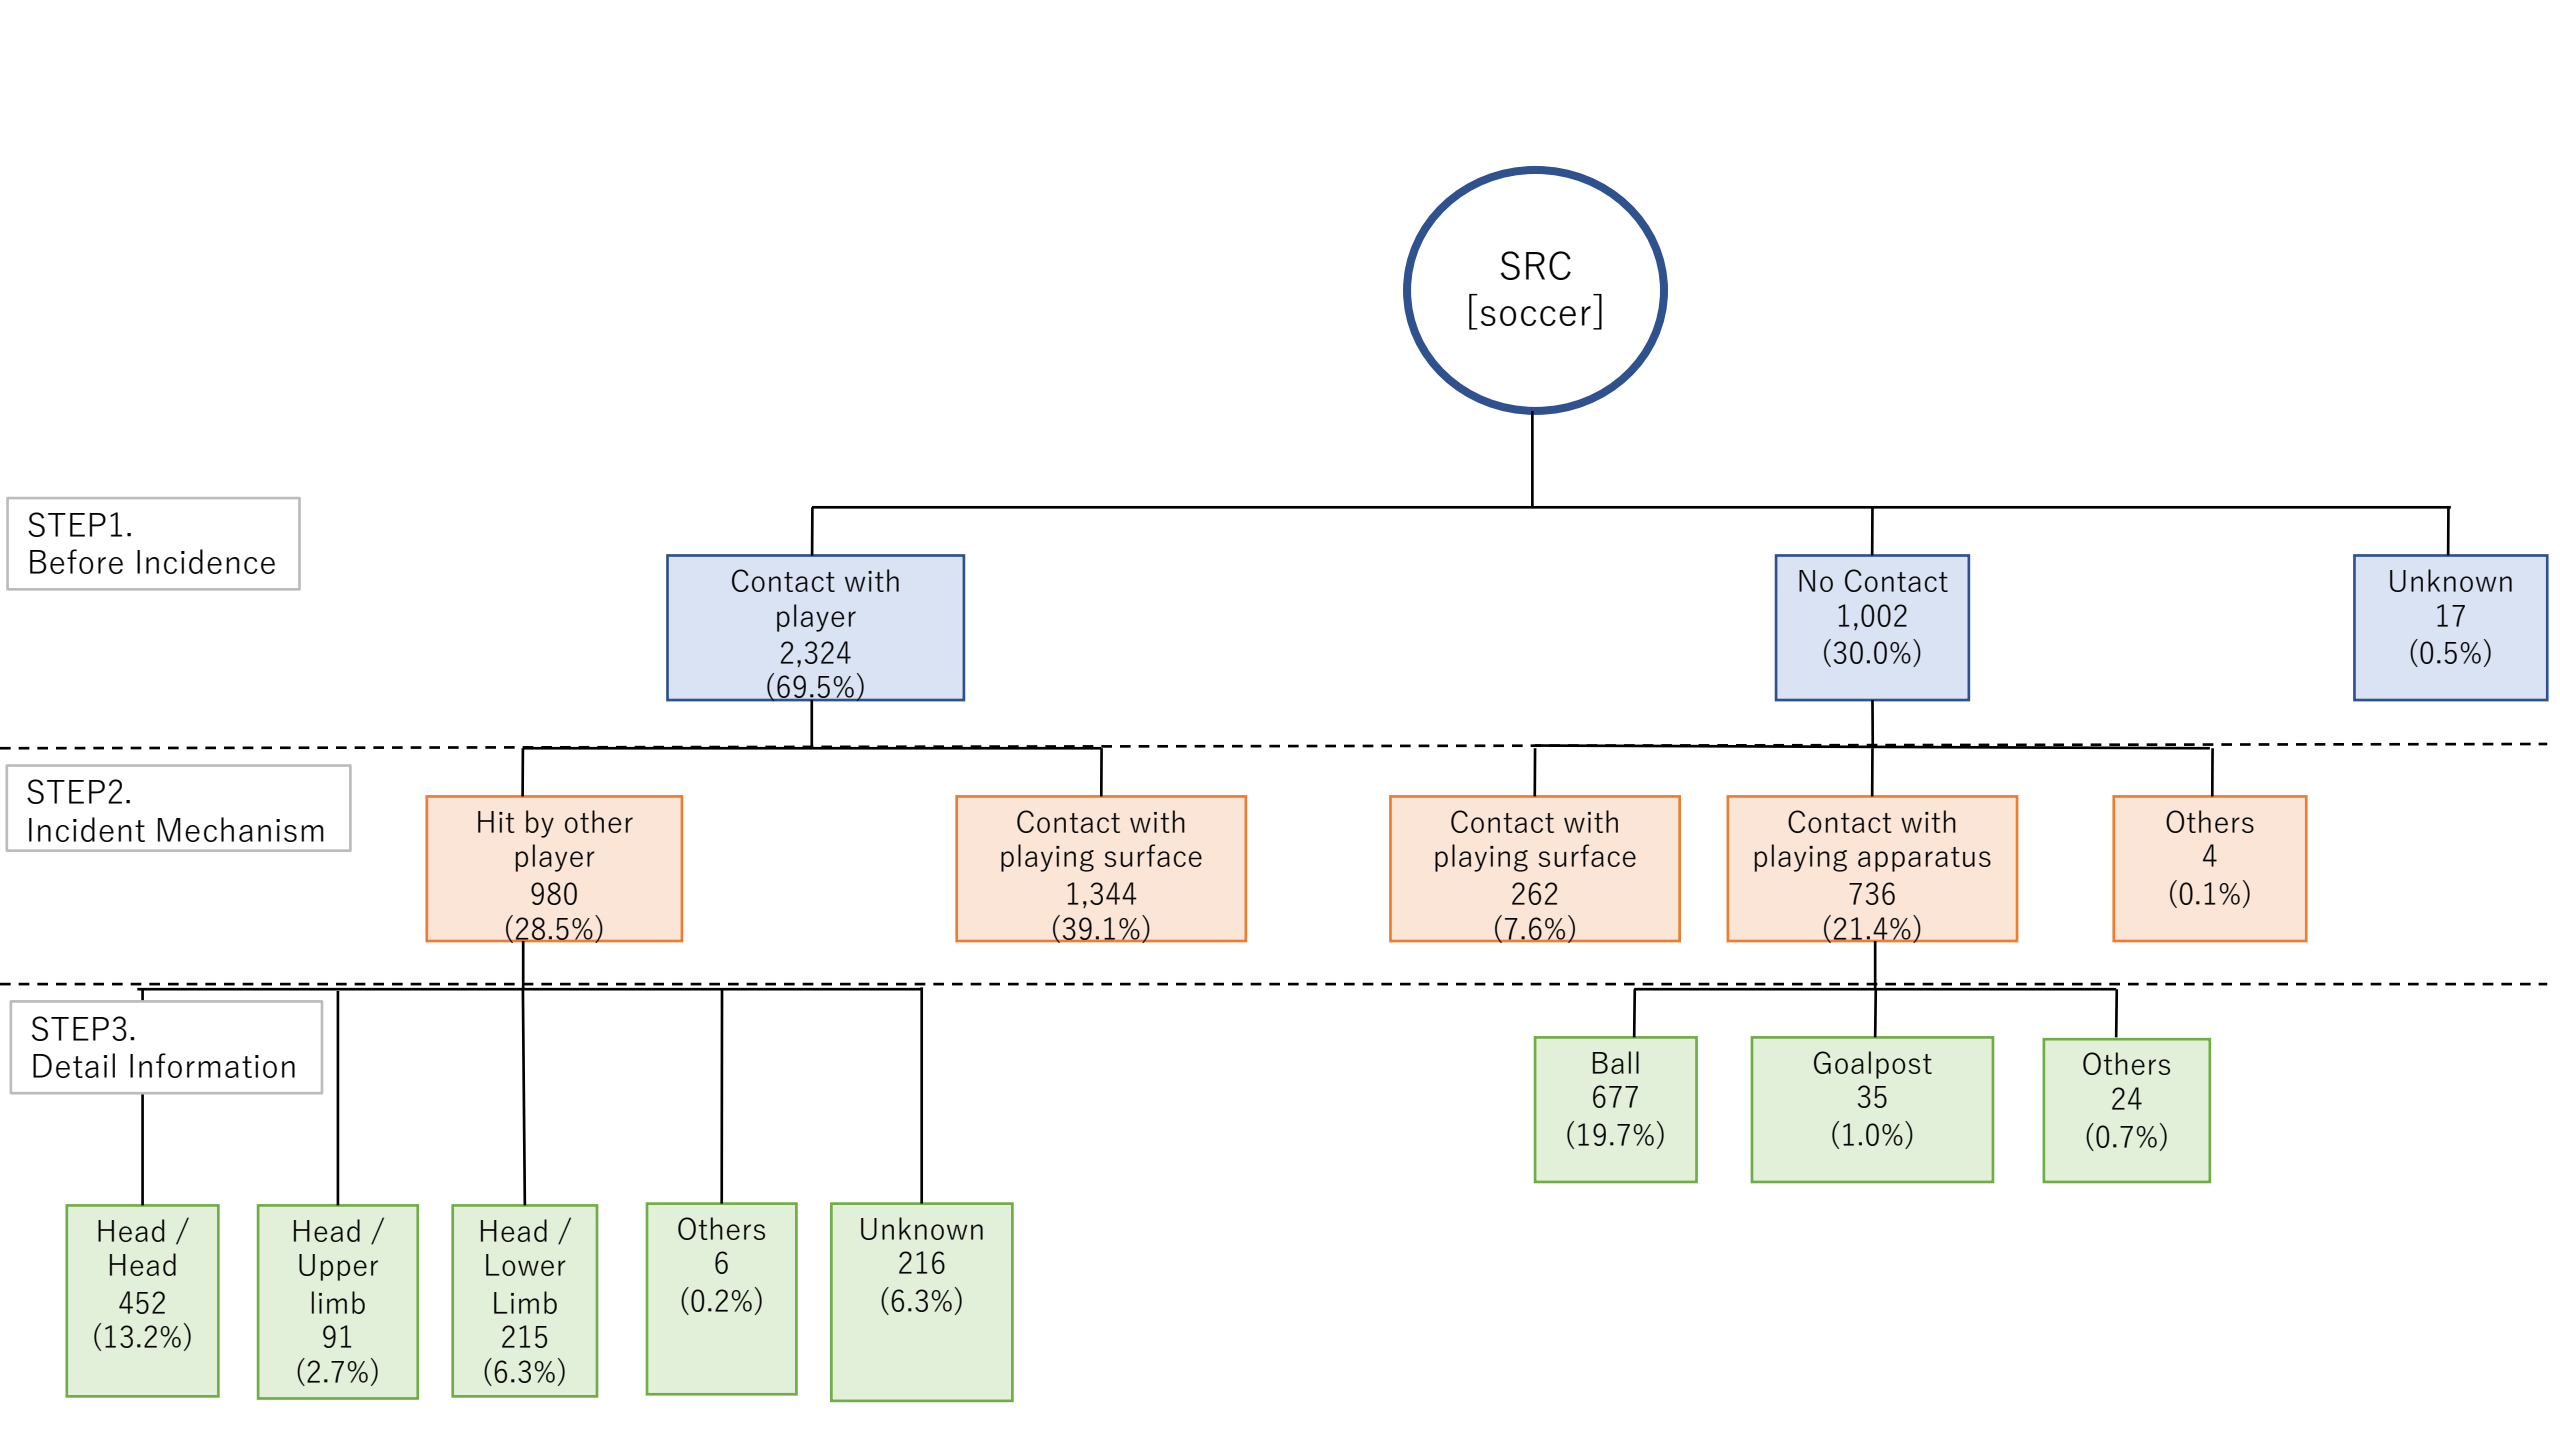 SRC
[soccer]
STEP1.
Before Incidence
Contact with
player
2,324
(69.5%)
No Contact
1,002
(30.0%)
Unknown
17
(0.5%)
STEP2.
Incident Mechanism
Hit by other
player
980
(28.5%)
Contact with
playing surface
1,344
(39.1%)
Contact with
playing surface
262
(7.6%)
Contact with
playing apparatus
736
(21.4%)
Others
4
(0.1%)
STEP3.
Detail Information
Ball
677
(19.7%)
Goalpost
35
(1.0%)
Others
24
(0.7%)
Head /
Head
452
(13.2%)
Head /
Upper
limb
91
(2.7%)
Head /
Lower
Limb
215
(6.3%)
Others
6
(0.2%)
Unknown
216
(6.3%)